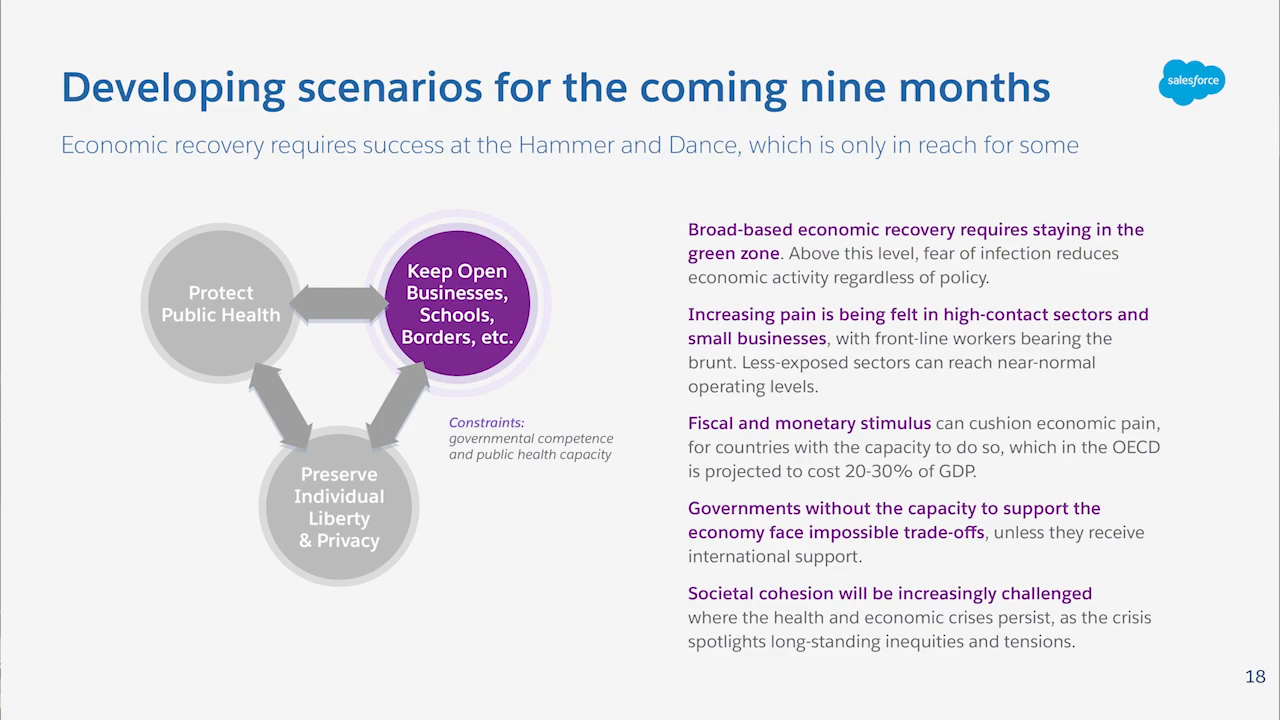 Developing scenarios for the coming nine months
salesforce
Economic recovery requires success at the Hammer and Dance, which is only in reach for some
Protect
Public Health
Keep Open
Businesses,
Schools,
Borders, etc.
Constraints:
governmental competence
and public health capacity
Preserve
Individual
Liberty
& Privacy
Broad-based economic recovery requires staying in the
green zone. Above this level, fear of infection reduces
economic activity regardless of policy.
Increasing pain is being felt in high-contact sectors and
small businesses, with front-line workers bearing the
brunt. Less-exposed sectors can reach near-normal
operating levels.
Fiscal and monetary stimulus can cushion economic pain,
for countries with the capacity to do so, which in the OECD
is projected to cost 20-30% of GDP.
Governments without the capacity to support the
economy face impossible trade-offs, unless they receive
international support.
Societal cohesion will be increasingly challenged
where the health and economic crises persist, as the crisis
spotlights long-standing inequities and tensions.
18